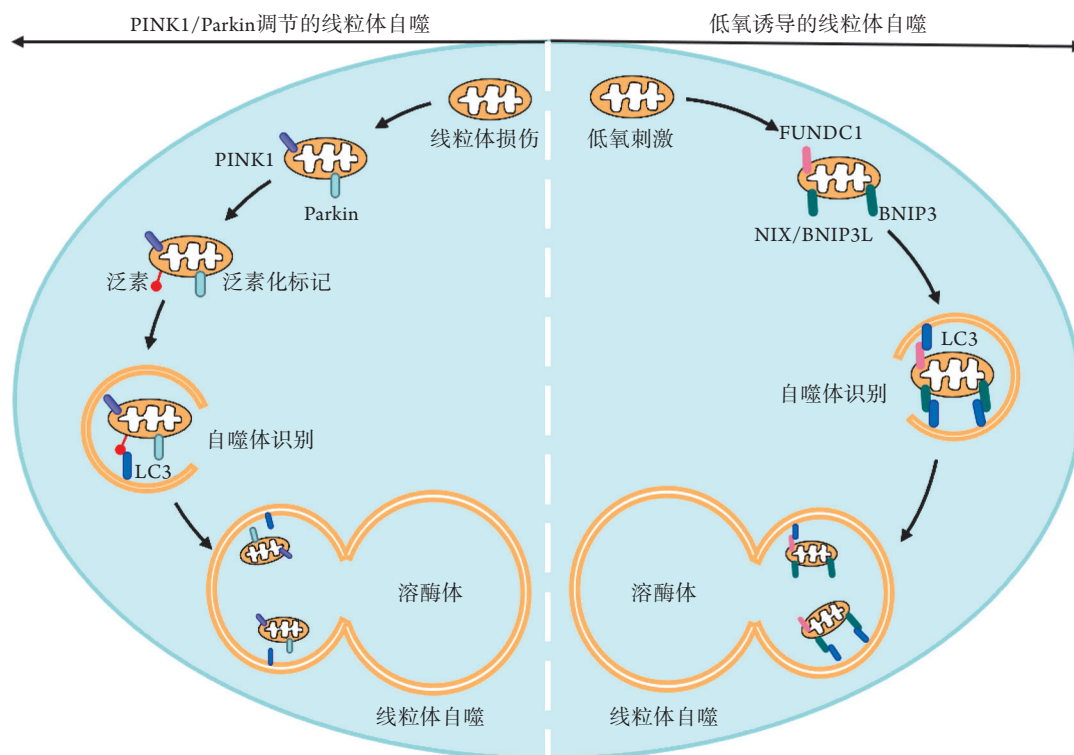 PINK1/Parkin调节的线粒体自噬
低氧诱导的线粒体自噬
线粒体损伤
PINK1
Parkin
泛素
泛素化标记
自噬体识别
LC3
溶酶体
线粒体自噬
低氧刺激
FUNDC1
BNIP3
NIX/BNIP3L
LC3
自噬体识别
溶酶体
线粒体自噬